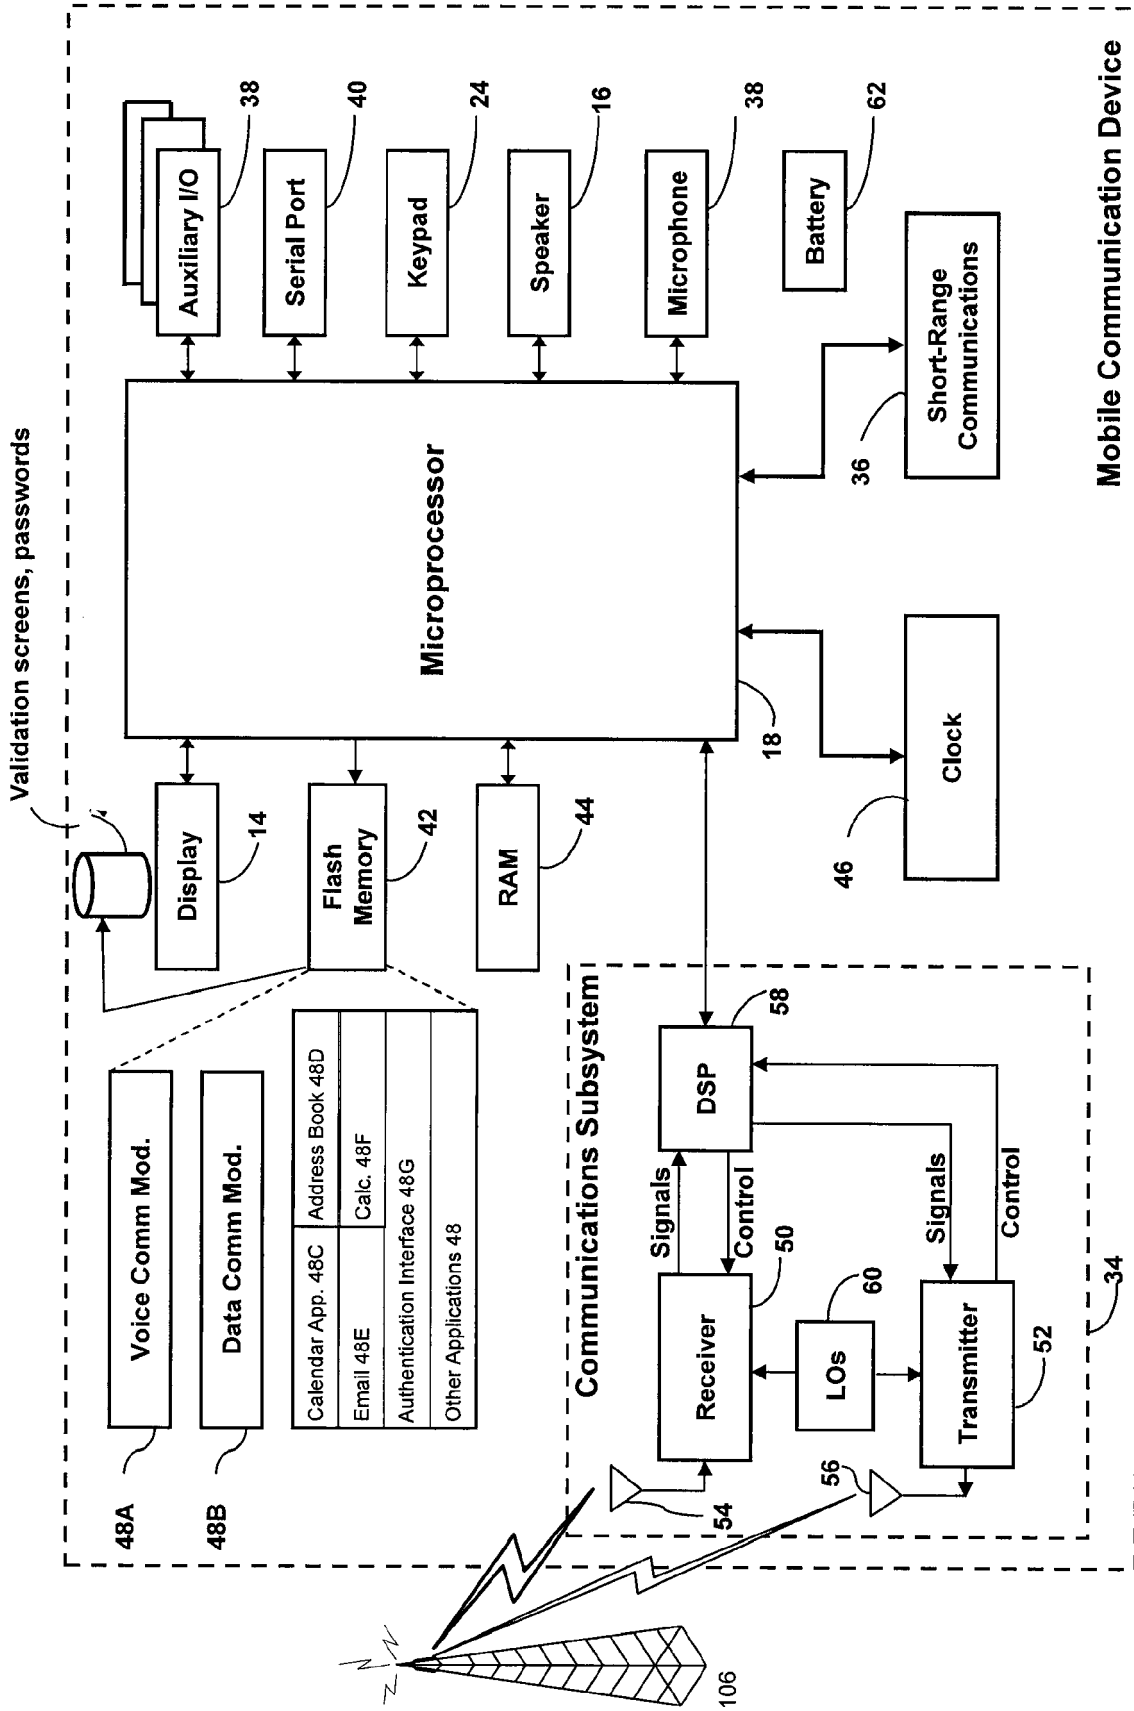 Validation screens, passwords
48A
Voice Comm Mod.
48B
Data Comm Mod.
Calendar App. 48C
Address Book 48D
Email 48E
Calc. 48F
Authentication Interface 48G
Other Applications 48
Display
14
Flash
Memory
42
RAM
44
Microprocessor
18
Auxiliary I/O
38
Serial Port
40
Keypad
24
Speaker
16
Microphone
38
Battery
62
Short-Range
Communications
36
Clock
46
Communications Subsystem
DSP
58
Signals
Control
Receiver
50
LOs
60
Signals
Control
Transmitter
52
54
56
34
106
Mobile Communication Device